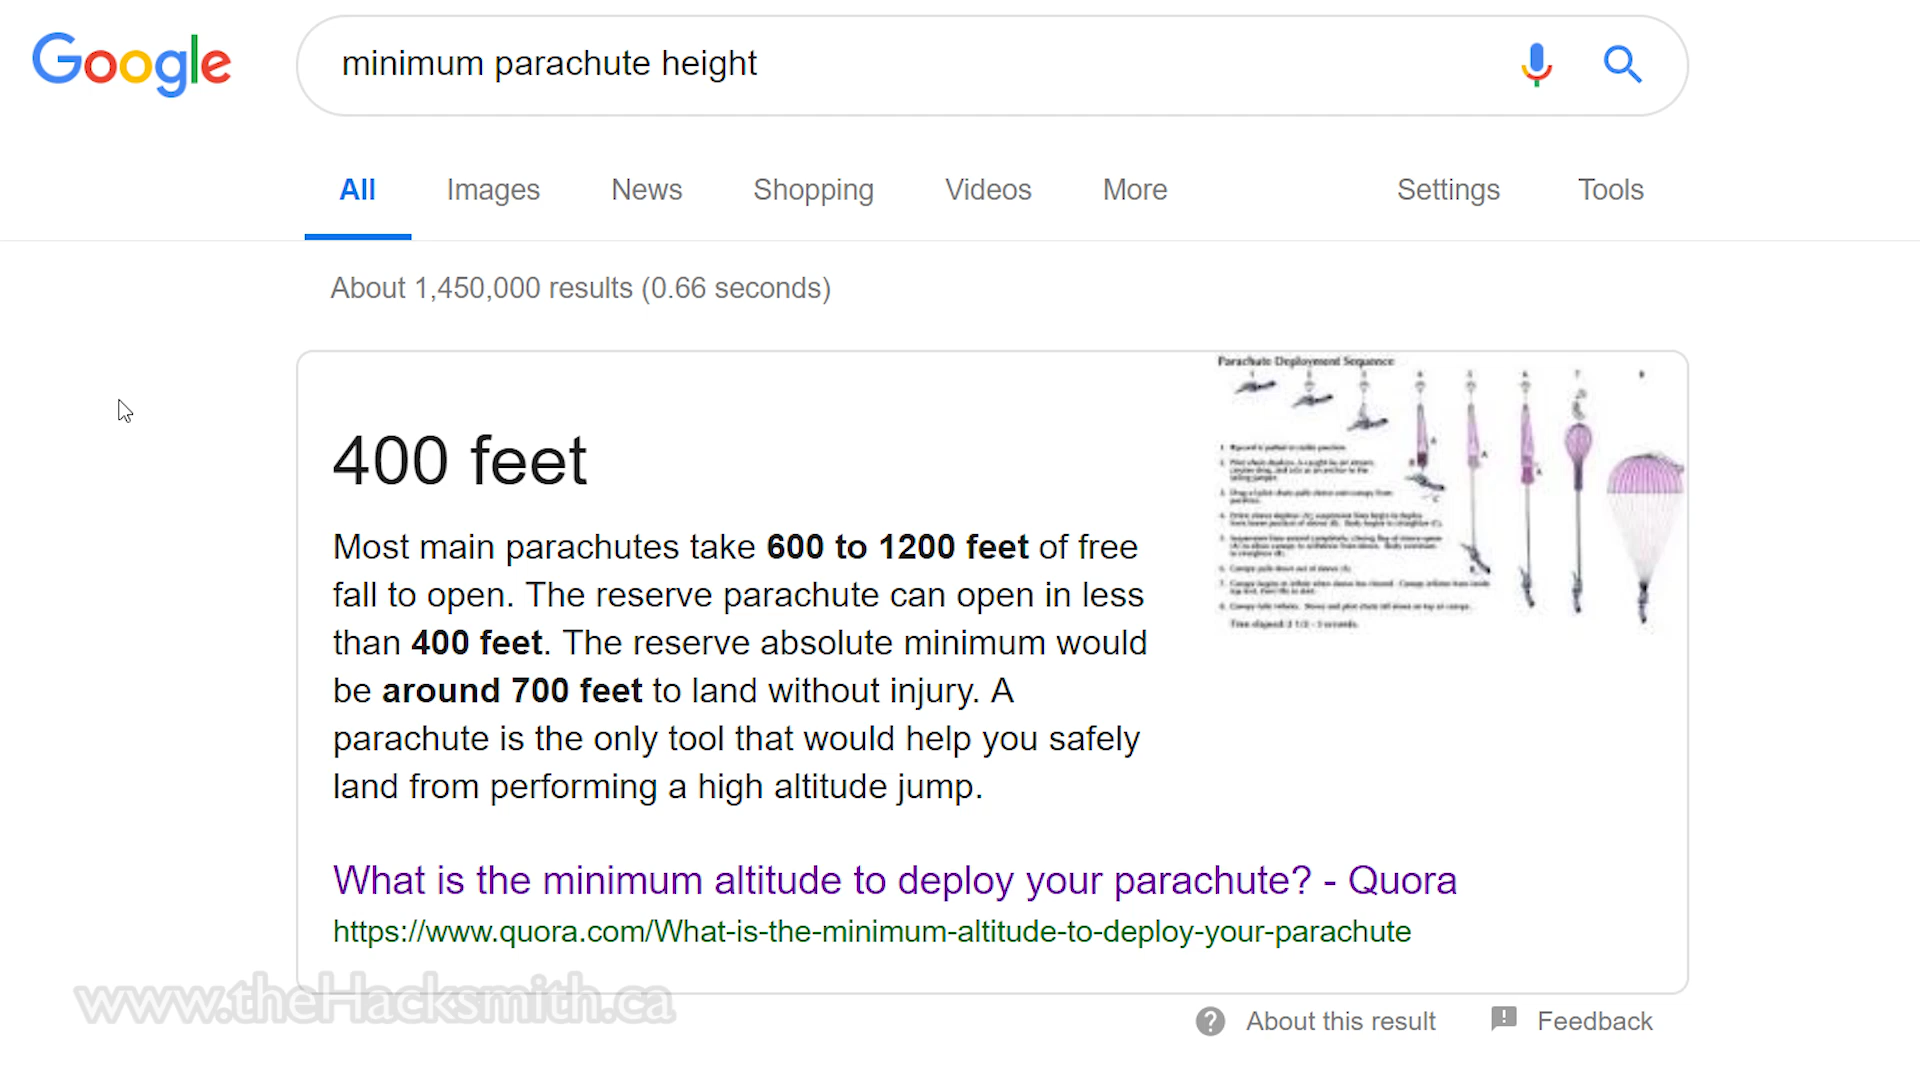 Google
minimum parachute height
All Images News Shopping Videos More Settings Tools
About 1,450,000 results (0.66 seconds)
Parachute Deployment Sequence
400 feet
Most main parachutes take 600 to 1200 feet of free
fall to open. The reserve parachute can open in less
than 400 feet. The reserve absolute minimum would
be around 700 feet to land without injury. A
parachute is the only tool that would help you safely
land from performing a high altitude jump.
What is the minimum altitude to deploy your parachute? - Quora
https://www.quora.com/What-is-the-minimum-altitude-to-deploy-your-parachute
www.theHacksmith.ca
About this result Feedback